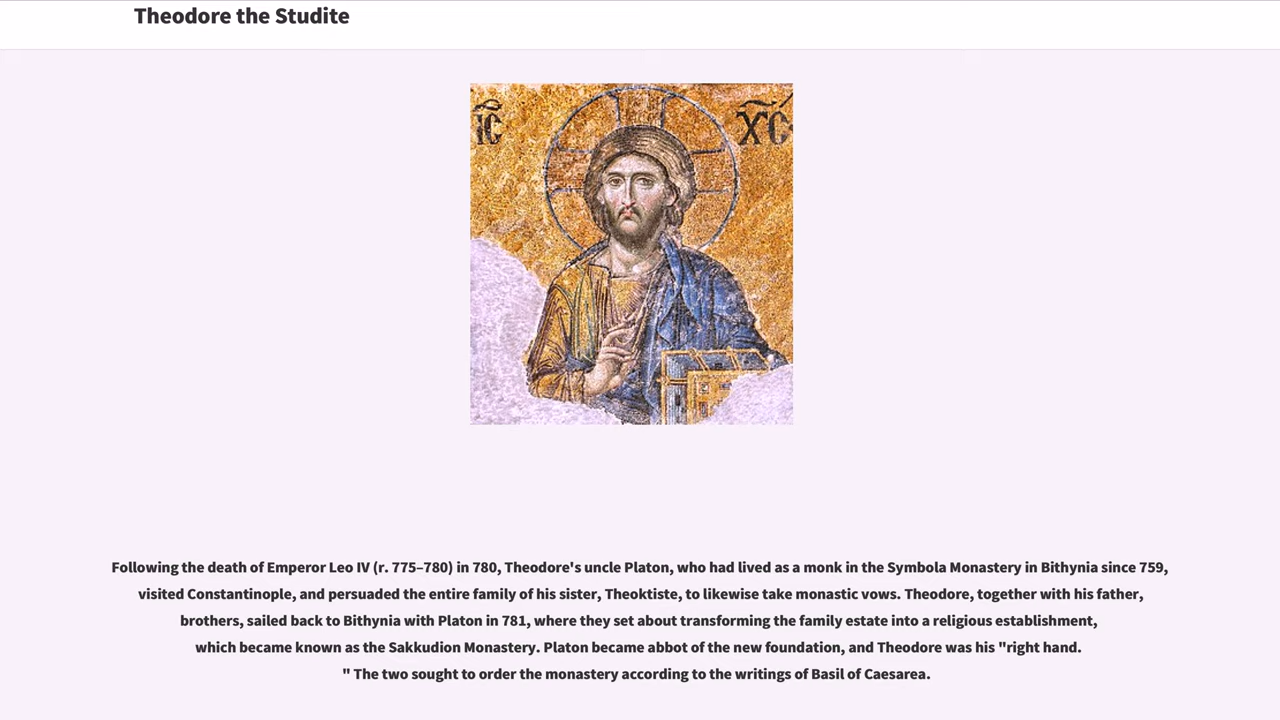 Theodore the Studite
IC XC
Following the death of Emperor Leo IV (r. 775–780) in 780, Theodore's uncle Platon, who had lived as a monk in the Symbola Monastery in Bithynia since 759,
visited Constantinople, and persuaded the entire family of his sister, Theoktiste, to likewise take monastic vows. Theodore, together with his father,
brothers, sailed back to Bithynia with Platon in 781, where they set about transforming the family estate into a religious establishment,
which became known as the Sakkudion Monastery. Platon became abbot of the new foundation, and Theodore was his "right hand.
" The two sought to order the monastery according to the writings of Basil of Caesarea.